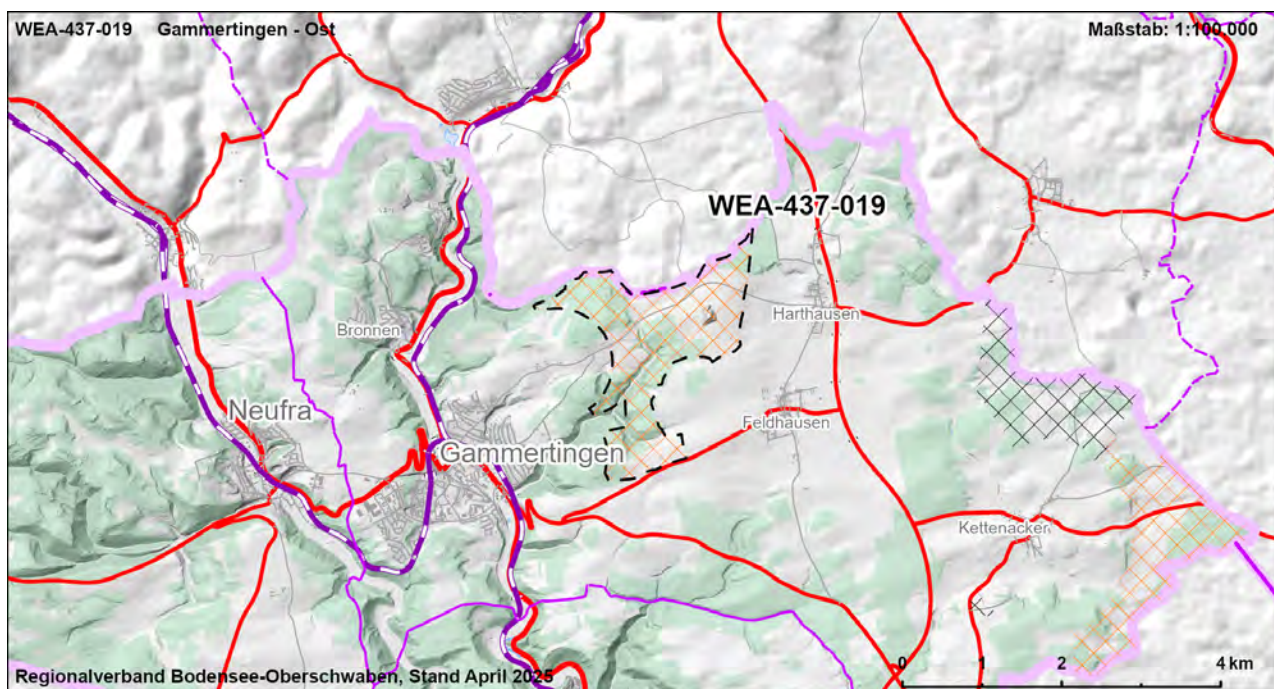 WEA-437-019 Gammertingen - Ost
Maßstab: 1:100.000
WEA-437-019
Harthausen
Bronnen
Neufra
Gammertingen
Feldhausen
Kettenacker
0 1 2 4 km
Regionalverband Bodensee-Oberschwaben, Stand April 2025